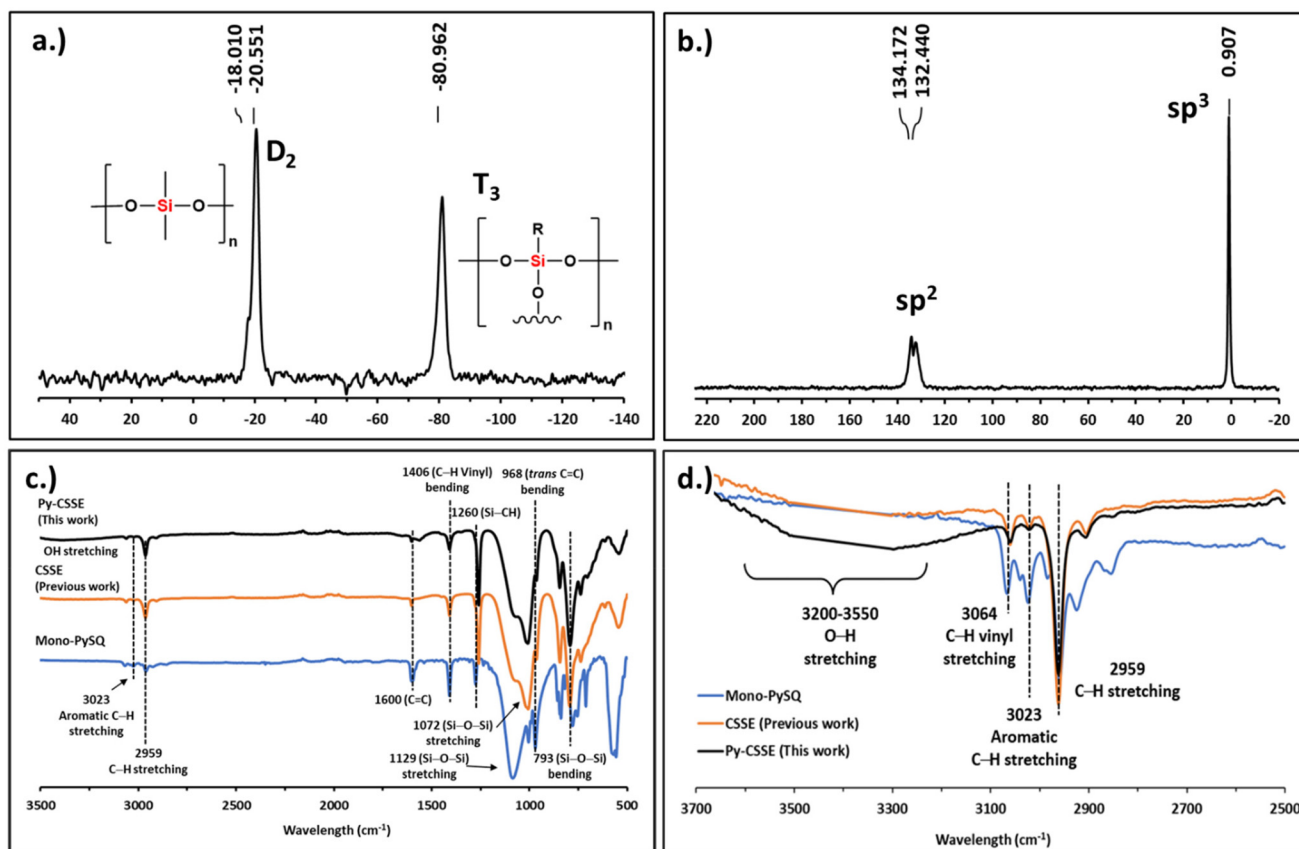 a.)
-18.010
-20.551
-80.962
D2
T3
O
Si
O
n
R
O
Si
O
O
n
40 20 0 -20 -40 -60 -80 -100 -120 -140
b.)
134.172
132.440
0.907
sp3
sp2
220 200 180 160 140 120 100 80 60 40 20 0 -20
c.)
1406 (C–H Vinyl)
bending
968 (trans C=C)
bending
Py-CSSE
(This work)
1260 (Si–CH)
OH stretching
CSSE
(Previous work)
Mono-PySQ
3023
Aromatic C–H
stretching
2959
C–H stretching
1600 (C=C)
1072 (Si–O–Si)
stretching
1129 (Si–O–Si)
stretching
793 (Si–O–Si)
bending
3500 3000 2500 2000 1500 1000 500
Wavelength (cm-1)
d.)
3200-3550
O–H
stretching
3064
C–H vinyl
stretching
2959
C–H stretching
3023
Aromatic
C–H stretching
Mono-PySQ
CSSE (Previous work)
Py-CSSE (This work)
3700 3500 3300 3100 2900 2700 2500
Wavelength (cm-1)